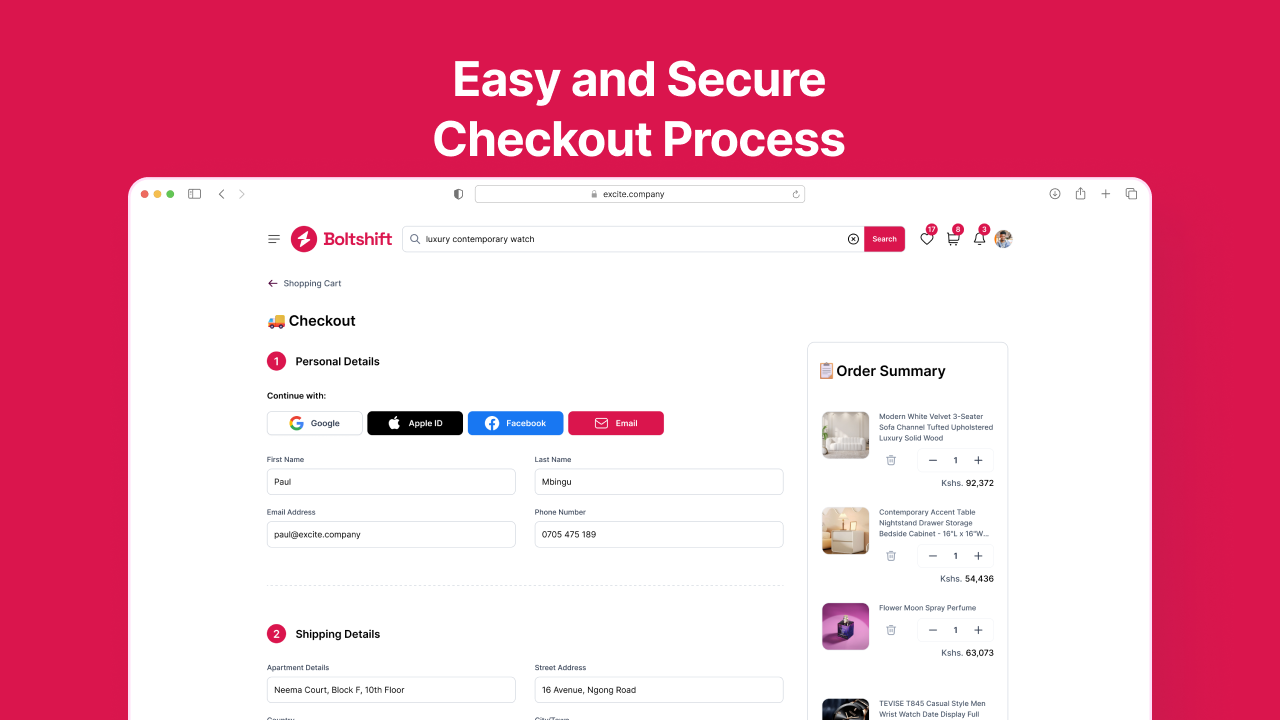 Easy and Secure
Checkout Process
excite.company
Boltshift
luxury contemporary watch
Search
17
8
3
Shopping Cart
Checkout
1 Personal Details
Continue with:
Google
Apple ID
Facebook
Email
First Name
Last Name
Paul
Mbingu
Email Address
Phone Number
paul@excite.company
0705 475 189
2 Shipping Details
Apartment Details
Street Address
Neema Court, Block F, 10th Floor
16 Avenue, Ngong Road
Order Summary
Modern White Velvet 3-Seater
Sofa Channel Tufted Upholstered
Luxury Solid Wood
1
Kshs. 92,372
Contemporary Accent Table
Nightstand Drawer Storage
Bedside Cabinet - 16"L x 16"W...
1
Kshs. 54,436
Flower Moon Spray Perfume
1
Kshs. 63,073
TEVISE T845 Casual Style Men
Wrist Watch Date Display Full